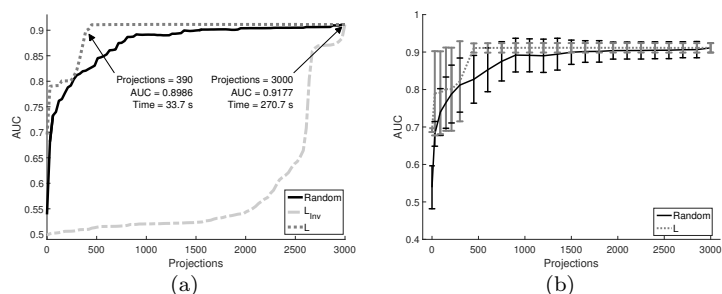 0.9
0.85
0.8
0.75
0.7
0.65
0.6
0.55
0.5
AUC
Projections = 390
AUC = 0.8986
Time = 33.7 s
Projections = 3000
AUC = 0.9177
Time = 270.7 s
Random
L_Inv
L
0 500 1000 1500 2000 2500 3000
Projections
(a)
1
0.9
0.8
0.7
0.6
0.5
0.4
AUC
Random
L
0 500 1000 1500 2000 2500 3000
Projections
(b)